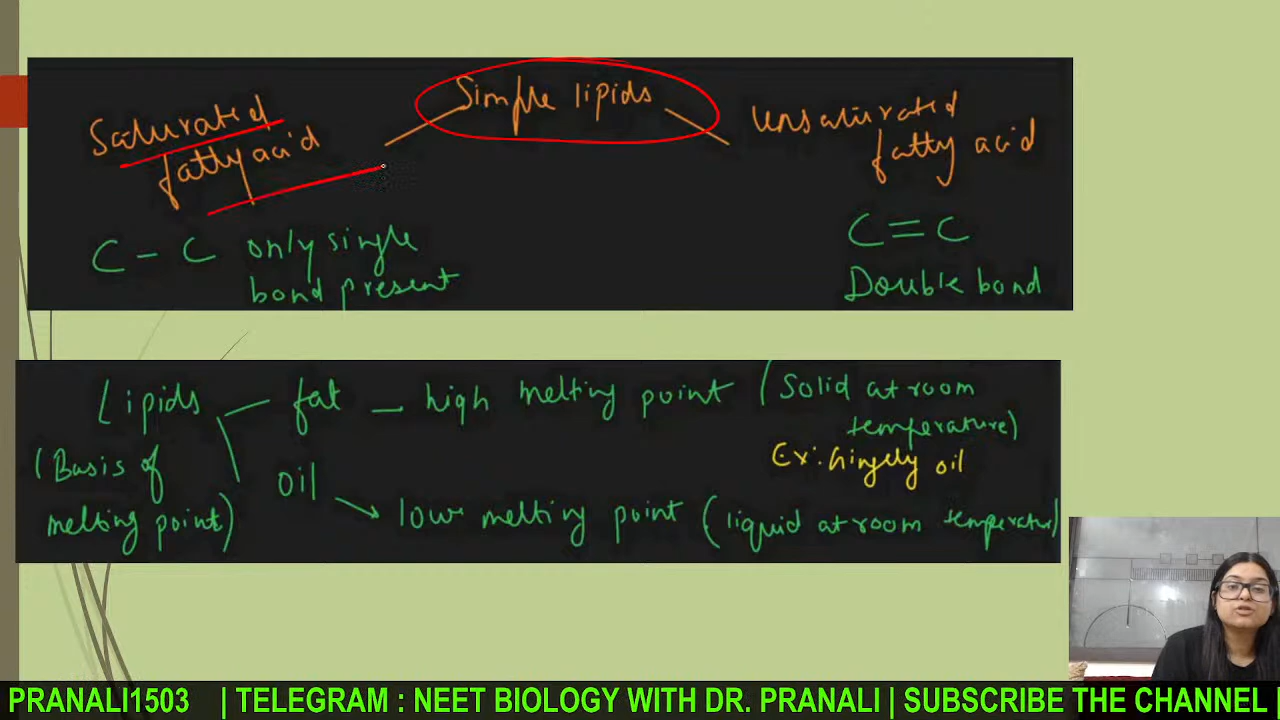 Simple lipids
Saturated
fatty acid
Unsaturated
fatty acid
C - C only single
bond present
C = C
Double bond
Lipids
(Basis of
melting point)
fat - high melting point (Solid at room
temperature)
Ex: Gingely oil
oil
low melting point (liquid at room temperature)
PRANALI1503 | TELEGRAM : NEET BIOLOGY WITH DR. PRANALI | SUBSCRIBE THE CHANNEL |